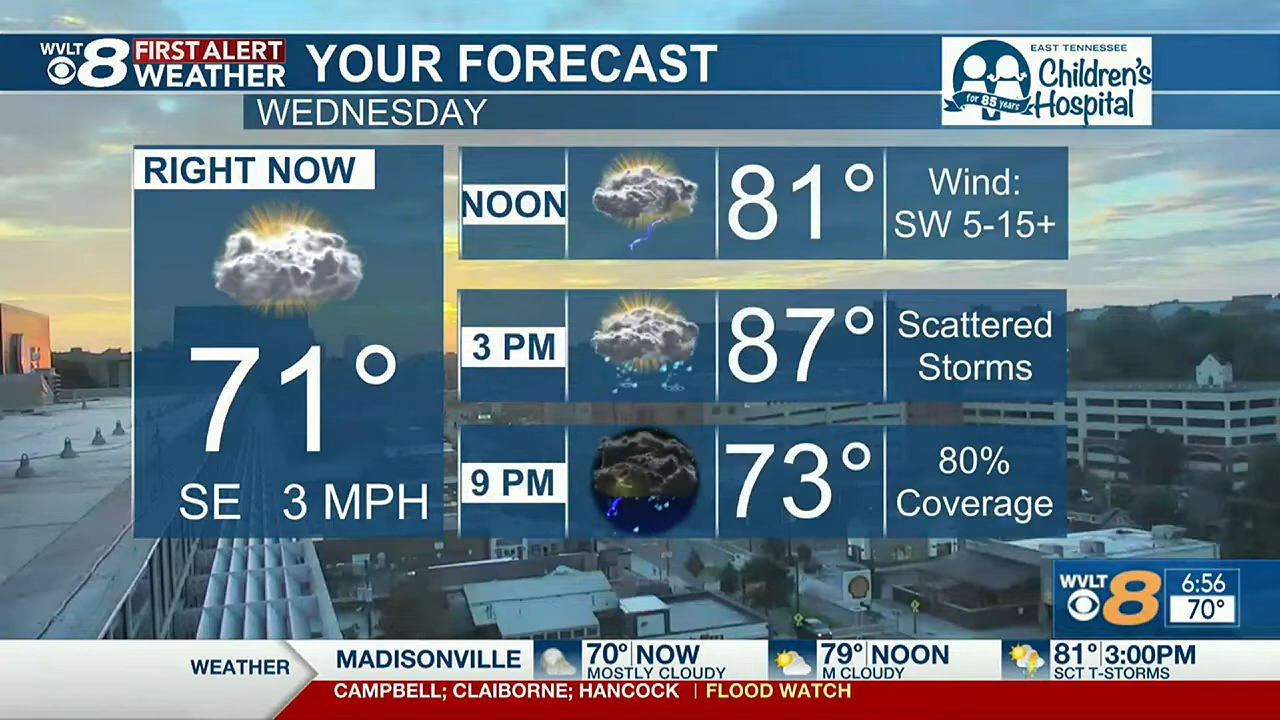 WVLT 8 FIRST ALERT WEATHER
YOUR FORECAST
WEDNESDAY
EAST TENNESSEE
Children's
Hospital
for 85 years
RIGHT NOW
71°
SE 3 MPH
NOON
81°
Wind:
SW 5-15+
3 PM
87°
Scattered
Storms
9 PM
73°
80%
Coverage
WVLT 8
6:56
70°
WEATHER
MADISONVILLE
70° NOW
MOSTLY CLOUDY
79° NOON
M CLOUDY
81° 3:00PM
SCT T-STORMS
CAMPBELL; CLAIBORNE; HANCOCK | FLOOD WATCH